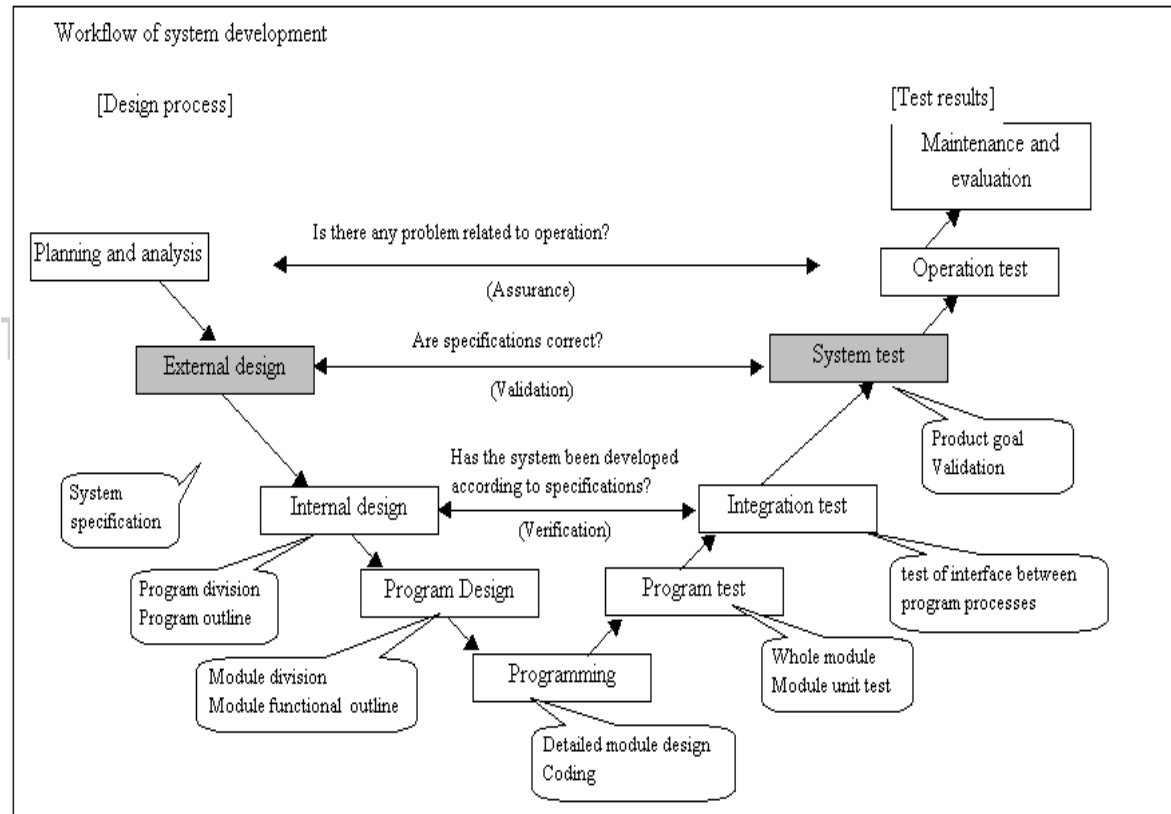 Workflow of system development
[Design process]
[Test results]
Maintenance and
evaluation
Is there any problem related to operation?
Planning and analysis
Operation test
(Assurance)
Are specifications correct?
External design
System test
(Validation)
Product goal
Validation
Has the system been developed
according to specifications?
System
specification
Internal design
Integration test
(Verification)
Program division
Program outline
Program Design
Program test
test of interface between
program processes
Module division
Module functional outline
Programming
Whole module
Module unit test
Detailed module design
Coding